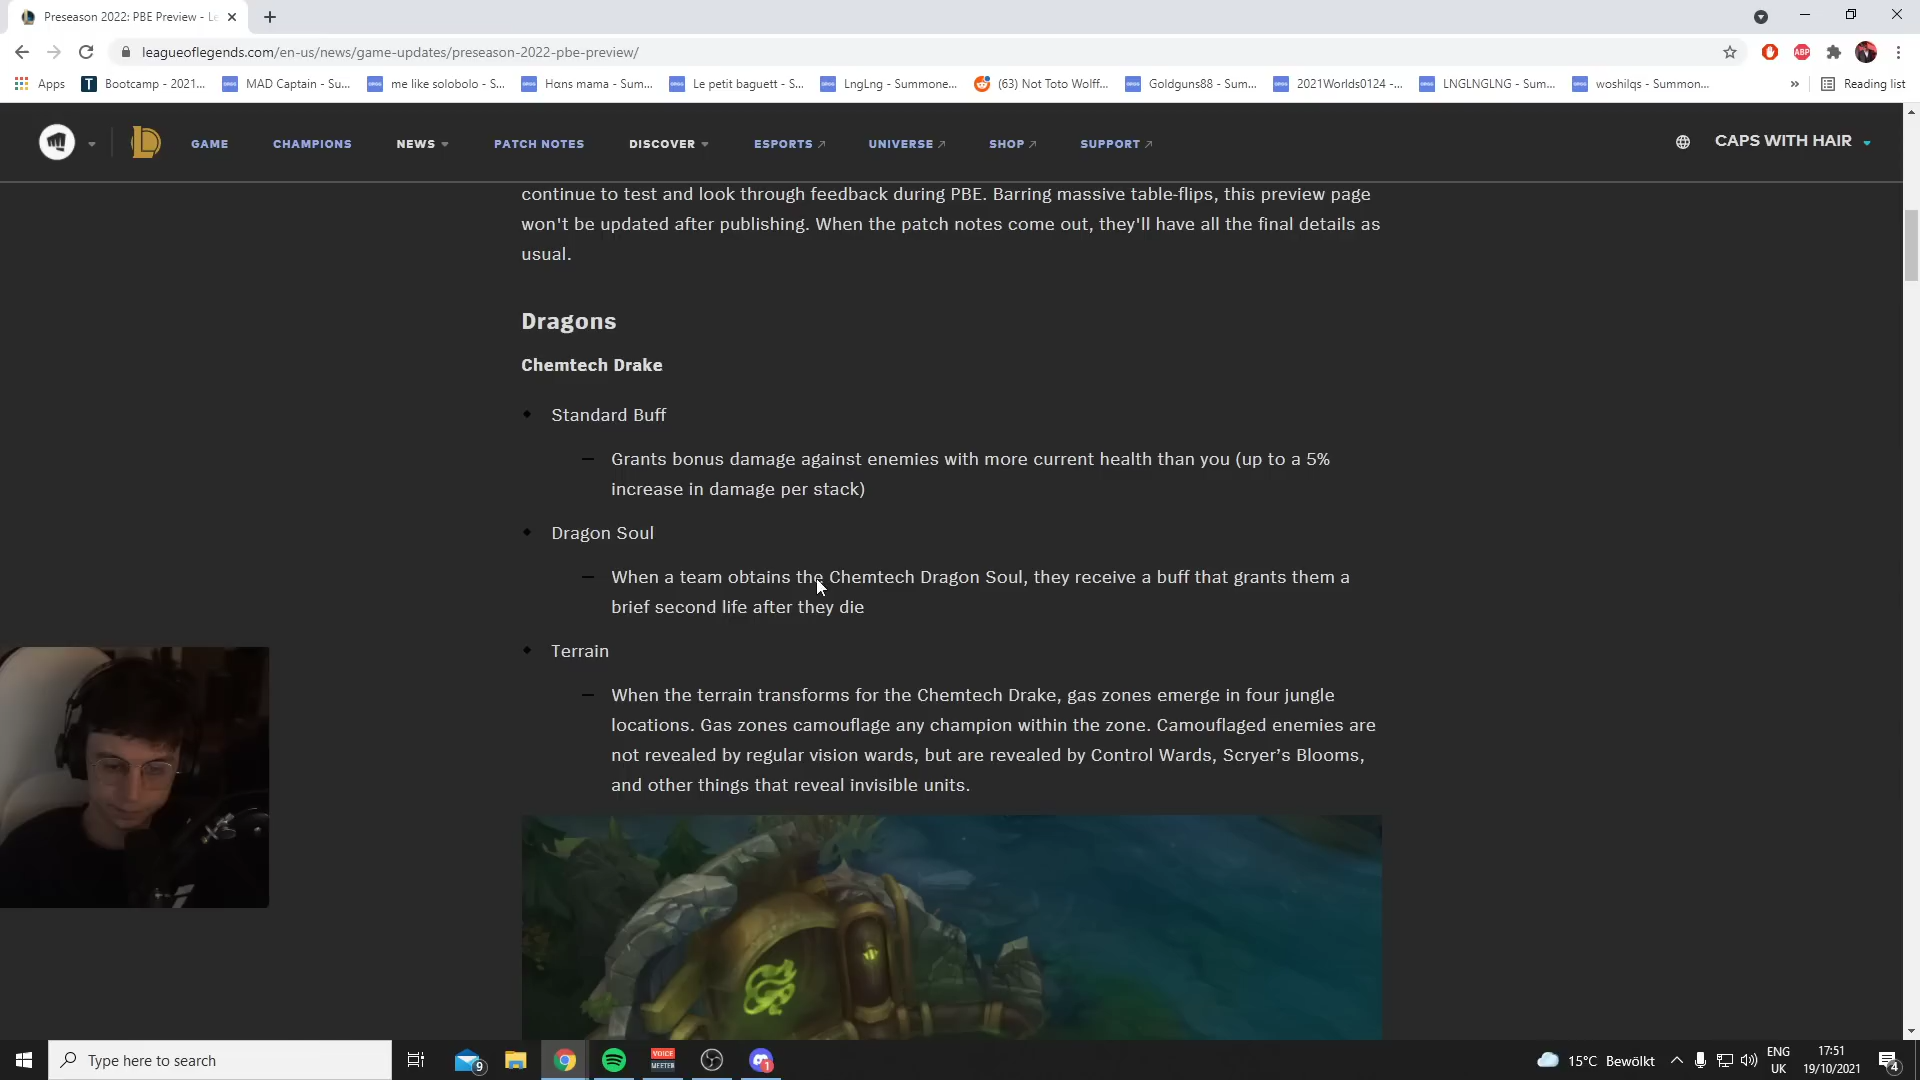 Preseason 2022: PBE Preview - Le
leagueoflegends.com/en-us/news/game-updates/preseason-2022-pbe-preview/
ABP
Apps
T Bootcamp - 2021...
MAD Captain - Su...
me like solobolo - S...
Hans mama - Sum...
Le petit baguett - S...
LngLng - Summone...
(63) Not Toto Wolff...
Goldguns88 - Sum...
2021Worlds0124 -...
LNGLNGLNG - Sum...
woshilqs - Summon...
»
Reading list
GAME
CHAMPIONS
NEWS
PATCH NOTES
DISCOVER
ESPORTS
UNIVERSE
SHOP
SUPPORT
CAPS WITH HAIR
continue to test and look through feedback during PBE. Barring massive table-flips, this preview page
won't be updated after publishing. When the patch notes come out, they'll have all the final details as
usual.
Dragons
Chemtech Drake
Standard Buff
Grants bonus damage against enemies with more current health than you (up to a 5%
increase in damage per stack)
Dragon Soul
When a team obtains the Chemtech Dragon Soul, they receive a buff that grants them a
brief second life after they die
Terrain
When the terrain transforms for the Chemtech Drake, gas zones emerge in four jungle
locations. Gas zones camouflage any champion within the zone. Camouflaged enemies are
not revealed by regular vision wards, but are revealed by Control Wards, Scryer's Blooms,
and other things that reveal invisible units.
Type here to search
9
VOICE
MEETER
1
15°C Bewölkt
ENG
UK
17:51
19/10/2021
4